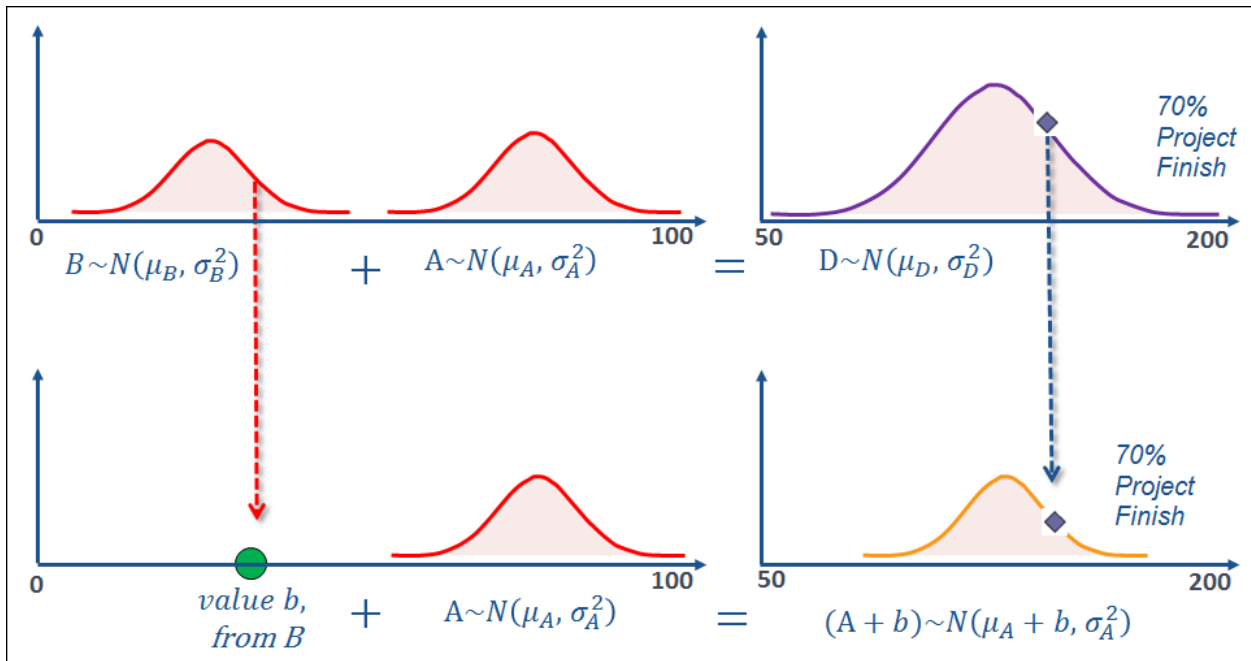 70%
Project
Finish
0
100
50
200
B~N(μ_B, σ_B^2) + A~N(μ_A, σ_A^2) = D~N(μ_D, σ_D^2)
70%
Project
Finish
0
100
50
200
value b,
from B
+ A~N(μ_A, σ_A^2) = (A + b)~N(μ_A + b, σ_A^2)